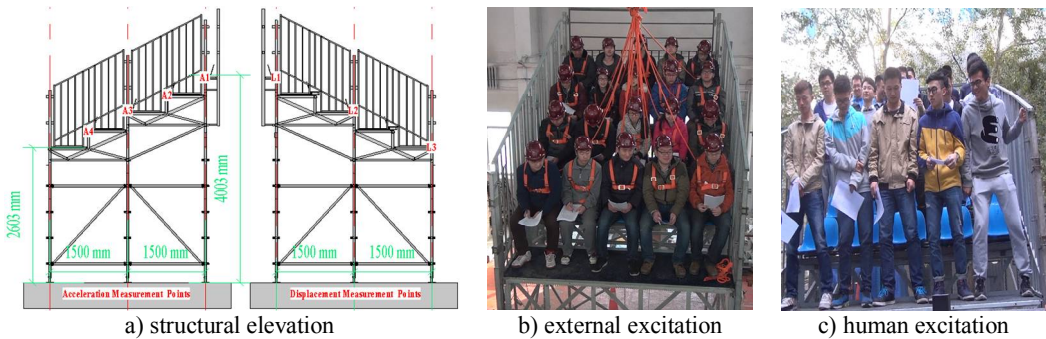 A1
A2
A3
A4
L1
L2
L3
2603 mm
4003 mm
1500 mm
1500 mm
1500 mm
1500 mm
Acceleration Measurement Points
Displacement Measurement Points
a) structural elevation
b) external excitation
c) human excitation